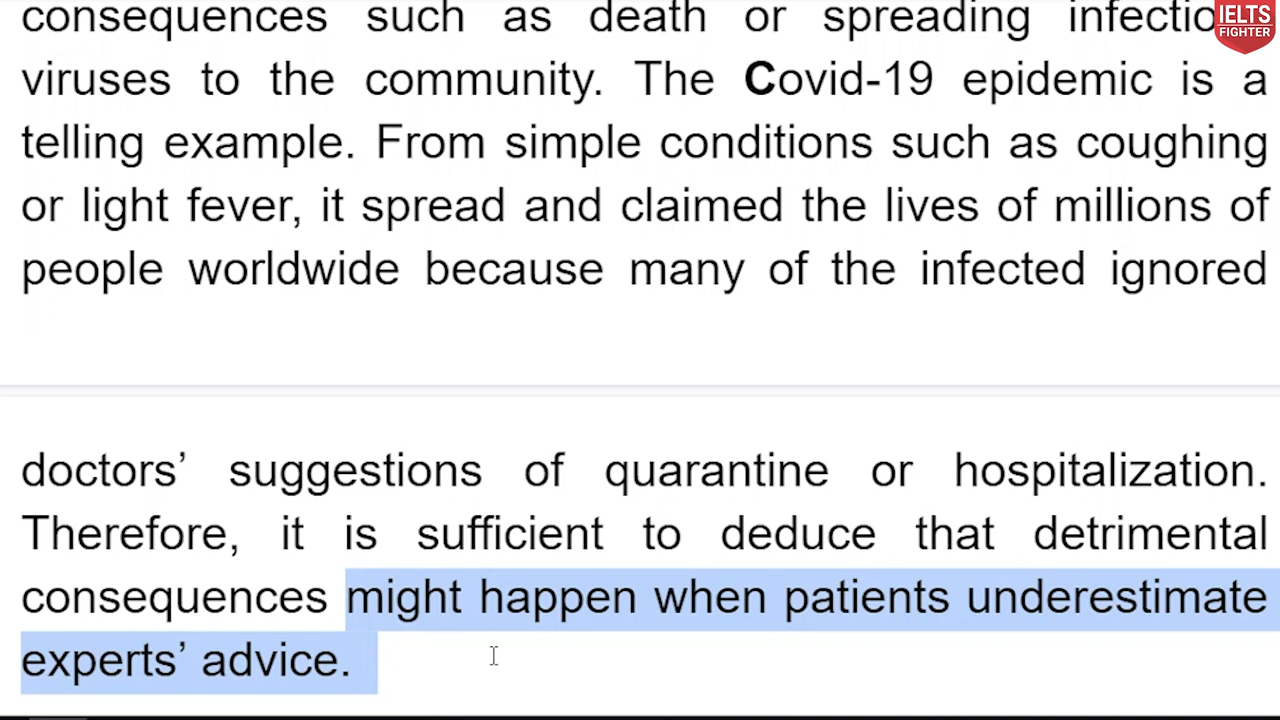 consequences such as death or spreading infectio
viruses to the community. The Covid-19 epidemic is a
telling example. From simple conditions such as coughing
or light fever, it spread and claimed the lives of millions of
people worldwide because many of the infected ignored
doctors’ suggestions of quarantine or hospitalization.
Therefore, it is sufficient to deduce that detrimental
consequences might happen when patients underestimate
experts’ advice.
IELTS
FIGHTER